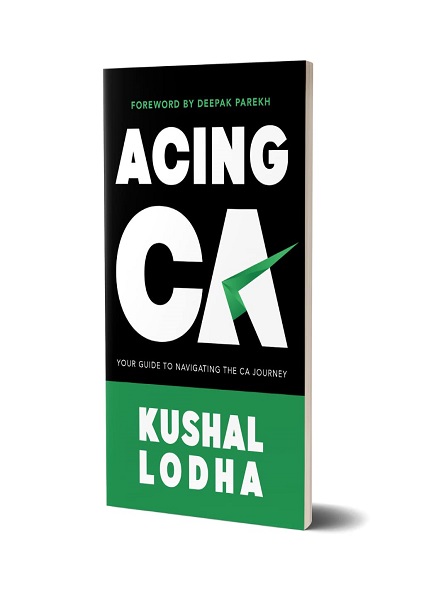 FOREWORD BY DEEPAK PAREKH
ACING
CA
YOUR GUIDE TO NAVIGATING THE CA JOURNEY
KUSHAL
LODHA